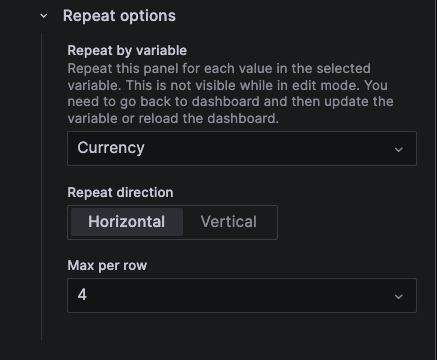 Repeat options
Repeat by variable
Repeat this panel for each value in the selected
variable. This is not visible while in edit mode. You
need to go back to dashboard and then update the
variable or reload the dashboard.
Currency
Repeat direction
Horizontal Vertical
Max per row
4